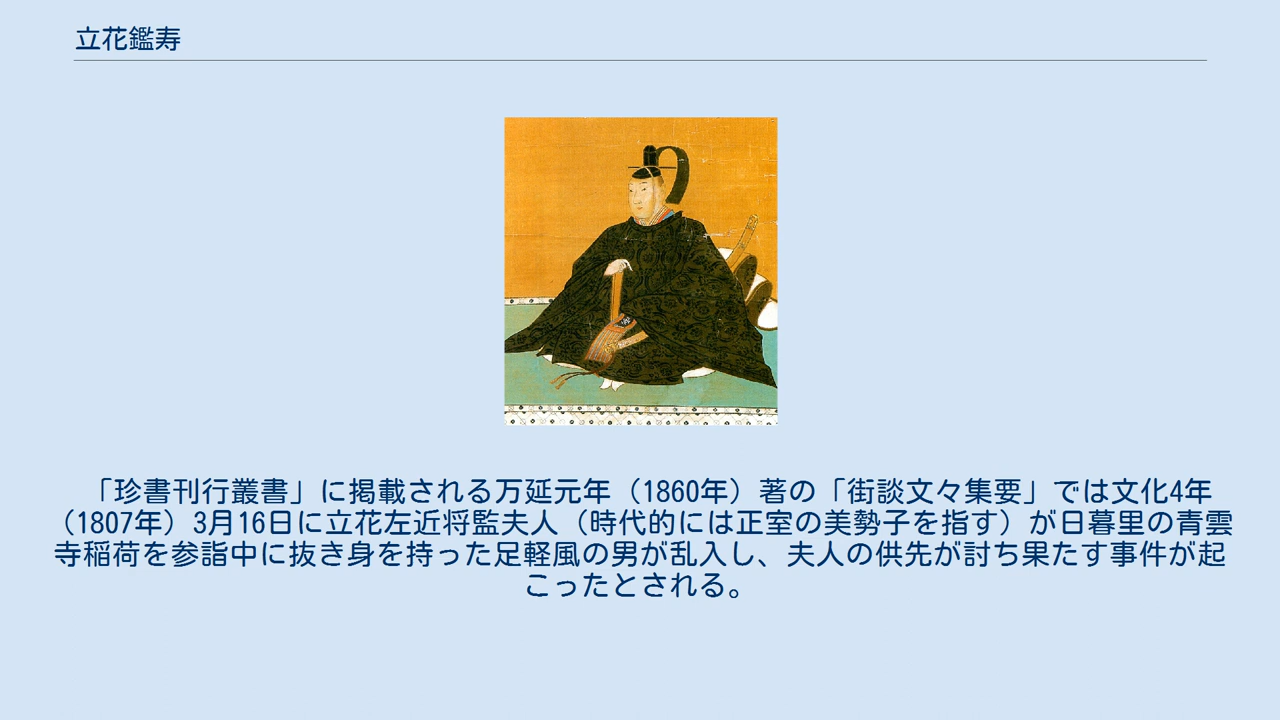 立花鑑寿
「珍書刊行叢書」に掲載される万延元年（1860年）著の「街談文々集要」では文化4年
（1807年）3月16日に立花左近将監夫人（時代的には正室の美勢子を指す）が日暮里の青雲
寺稲荷を参詣中に抜き身を持った足軽風の男が乱入し、夫人の供先が討ち果たす事件が起
こったとされる。